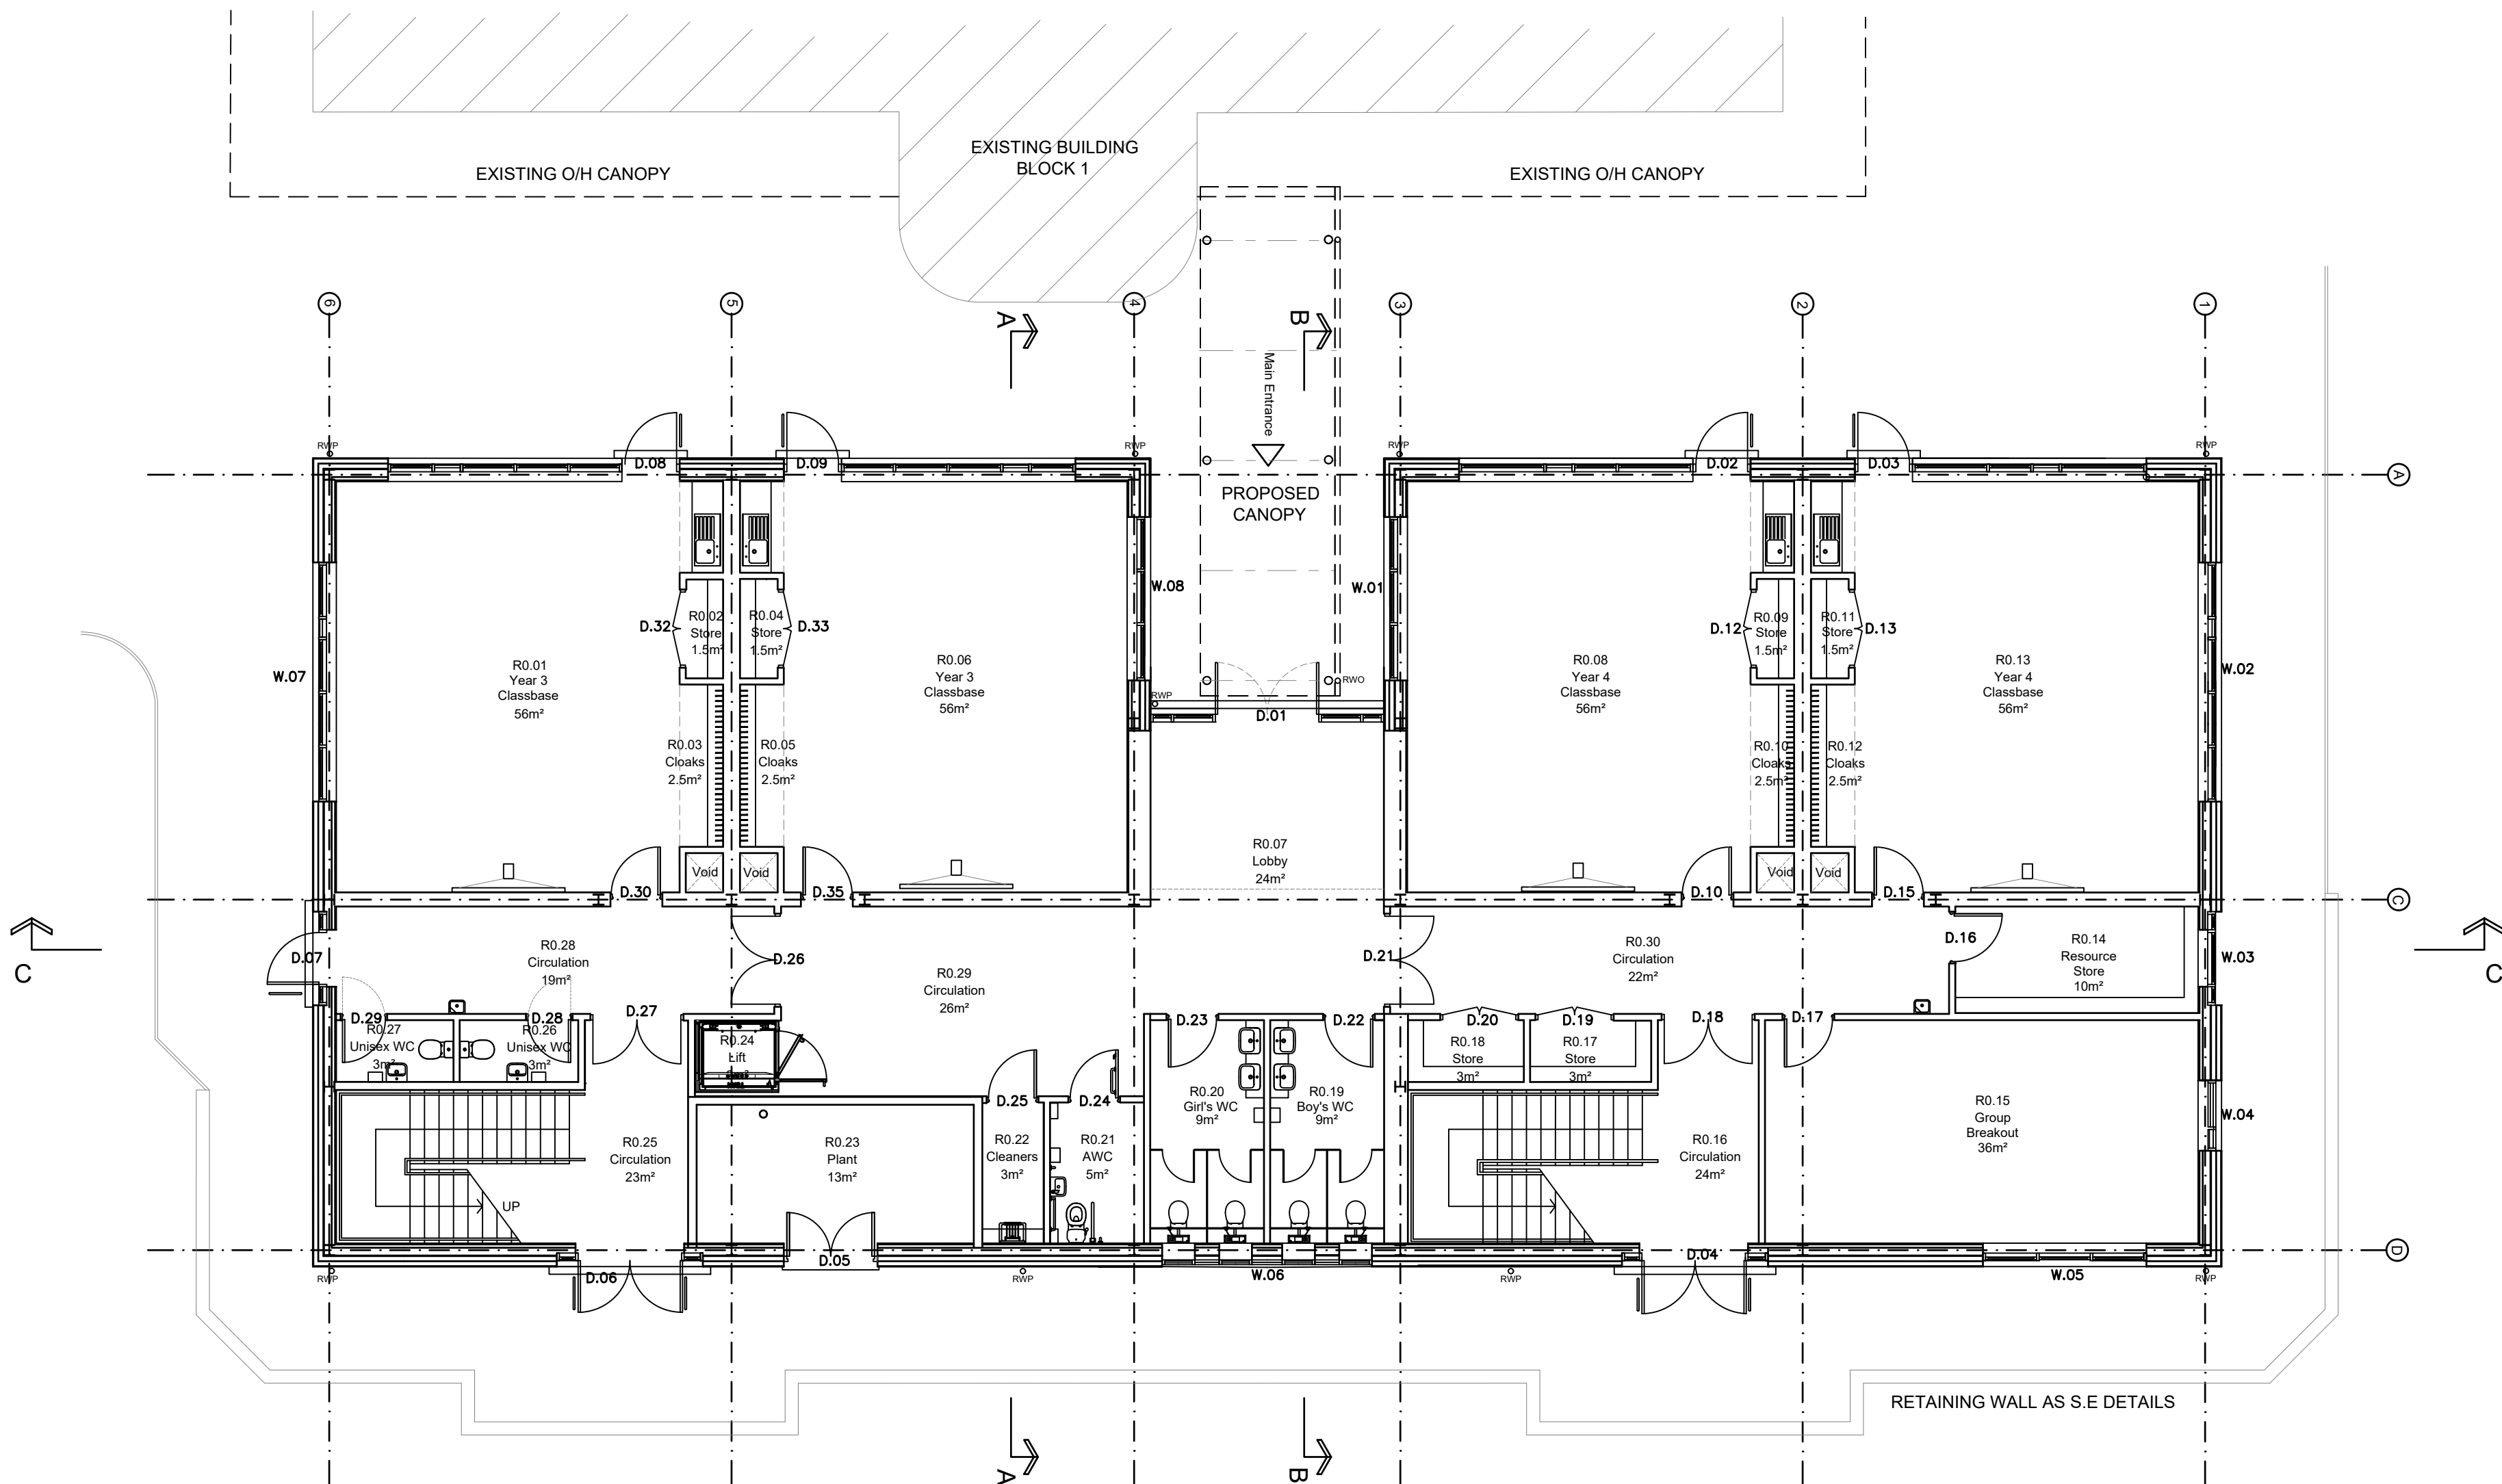 EXISTING BUILDING
BLOCK 1
EXISTING O/H CANOPY
EXISTING O/H CANOPY
6
5
4
3
2
1
A
B
Main Entrance
RWP
RWP
RWP
RWP
D.08
D.09
D.02
D.03
A
PROPOSED
CANOPY
W.08
W.01
D.32
R0.02
Store
1.5m²
R0.04
Store
1.5m²
D.33
D.12
R0.09
Store
1.5m²
R0.11
Store
1.5m²
D.13
W.07
R0.01
Year 3
Classbase
56m²
R0.06
Year 3
Classbase
56m²
R0.08
Year 4
Classbase
56m²
R0.13
Year 4
Classbase
56m²
W.02
RWP
RWO
D.01
R0.03
Cloaks
2.5m²
R0.05
Cloaks
2.5m²
R0.10
Cloaks
2.5m²
R0.12
Cloaks
2.5m²
R0.07
Lobby
24m²
Void
Void
Void
Void
D.30
D.35
D.10
D.15
C
C
D.07
R0.28
Circulation
19m²
D.26
R0.29
Circulation
26m²
D.21
R0.30
Circulation
22m²
D.16
R0.14
Resource
Store
10m²
W.03
C
D.29
R0.27
Unisex WC
3m²
D.28
R0.26
Unisex WC
3m²
D.27
R0.24
Lift
D.23
D.22
D.20
D.19
D.18
D.17
R0.18
Store
3m²
R0.17
Store
3m²
D.25
D.24
R0.20
Girl's WC
9m²
R0.19
Boy's WC
9m²
R0.15
Group
Breakout
36m²
W.04
R0.25
Circulation
23m²
R0.23
Plant
13m²
R0.22
Cleaners
3m²
R0.21
AWC
5m²
R0.16
Circulation
24m²
UP
D
D.06
D.05
D.04
W.06
W.05
RWP
RWP
RWP
RWP
RETAINING WALL AS S.E DETAILS
A
B